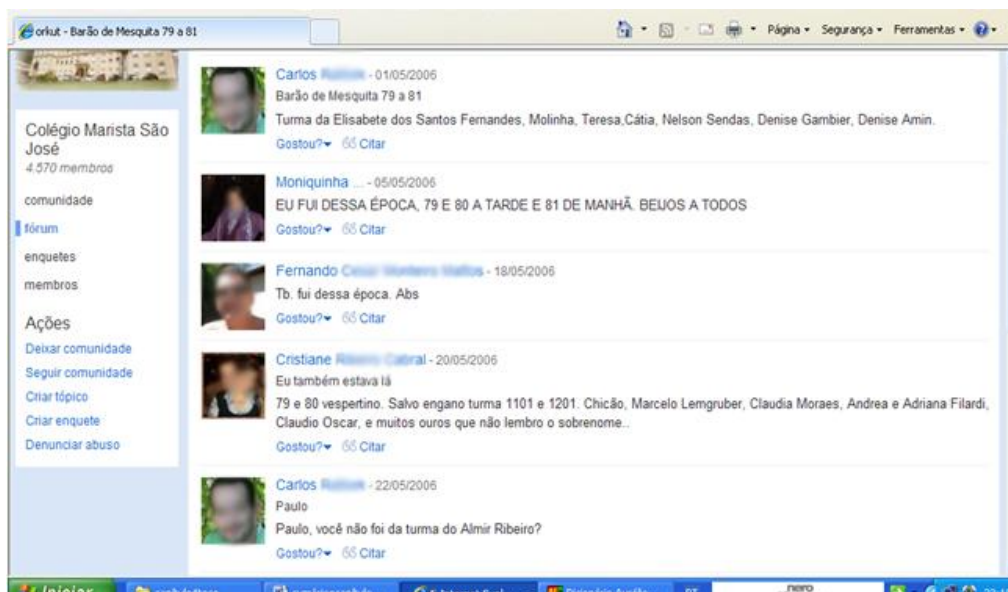 orkut - Barão de Mesquita 79 a 81
Página Segurança Ferramentas
Colégio Marista São José
4.570 membros
comunidade
fórum
enquetes
membros
Ações
Deixar comunidade
Seguir comunidade
Criar tópico
Criar enquete
Denunciar abuso
Carlos - 01/05/2006
Barão de Mesquita 79 a 81
Turma da Elisabete dos Santos Fernandes, Molinha, Teresa,Cátia, Nelson Sendas, Denise Gambier, Denise Amin.
Gostou? Citar
Moniquinha ... - 05/05/2006
EU FUI DESSA ÉPOCA, 79 E 80 A TARDE E 81 DE MANHÃ. BEIJOS A TODOS
Gostou? Citar
Fernando - 18/05/2006
Tb. fui dessa época. Abs
Gostou? Citar
Cristiane - 20/05/2006
Eu também estava lá
79 e 80 vespertino. Salvo engano turma 1101 e 1201. Chicão, Marcelo Lemgruber, Claudia Moraes, Andrea e Adriana Filardi,
Claudio Oscar, e muitos ouros que não lembro o sobrenome..
Gostou? Citar
Carlos - 22/05/2006
Paulo
Paulo, você não foi da turma do Almir Ribeiro?
Gostou? Citar
Iniciar
nero